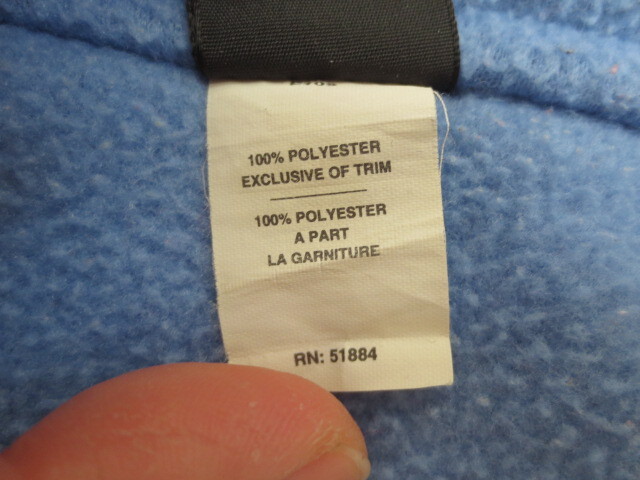 100% POLYESTER
EXCLUSIVE OF TRIM
100% POLYESTER
A PART
LA GARNITURE
RN: 51884